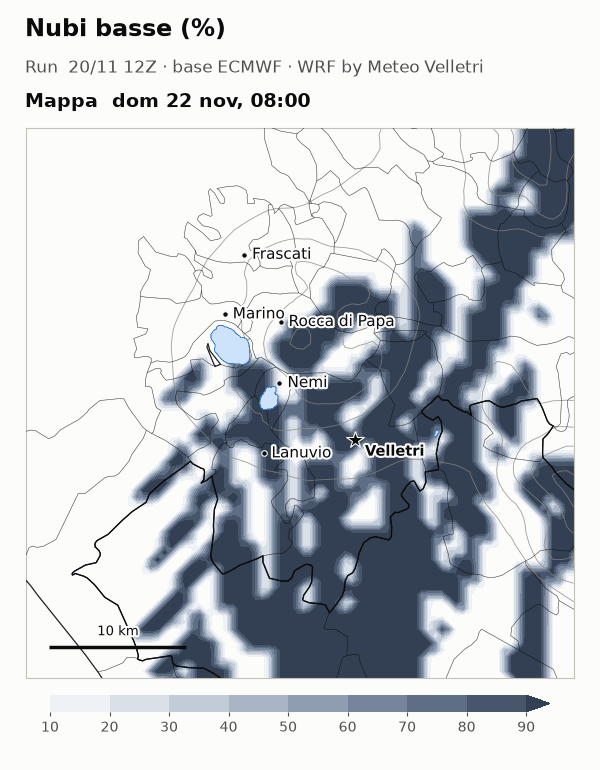 Nubi basse (%)
Run  20/11 12Z · base ECMWF · WRF by Meteo Velletri
Mappa  dom 22 nov, 08:00
Frascati
Marino
Rocca di Papa
Nemi
Velletri
Lanuvio
10 km
10 20 30 40 50 60 70 80 90